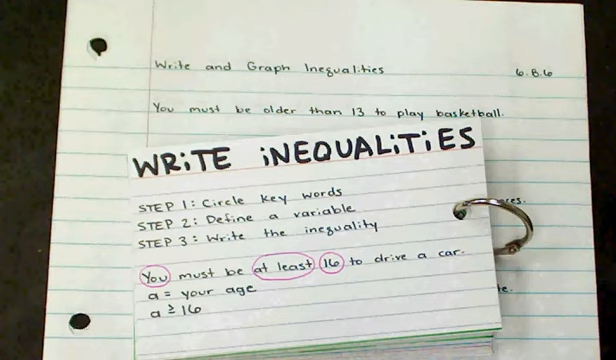 Write and Graph Inequalities 6.8.6
You must be older than 13 to play basketball.
WRiTE iNEQUALiTiES
STEP 1: Circle key words
STEP 2: Define a variable
STEP 3: Write the inequality
You must be at least 16 to drive a car.
a = your age
a ≥ 16